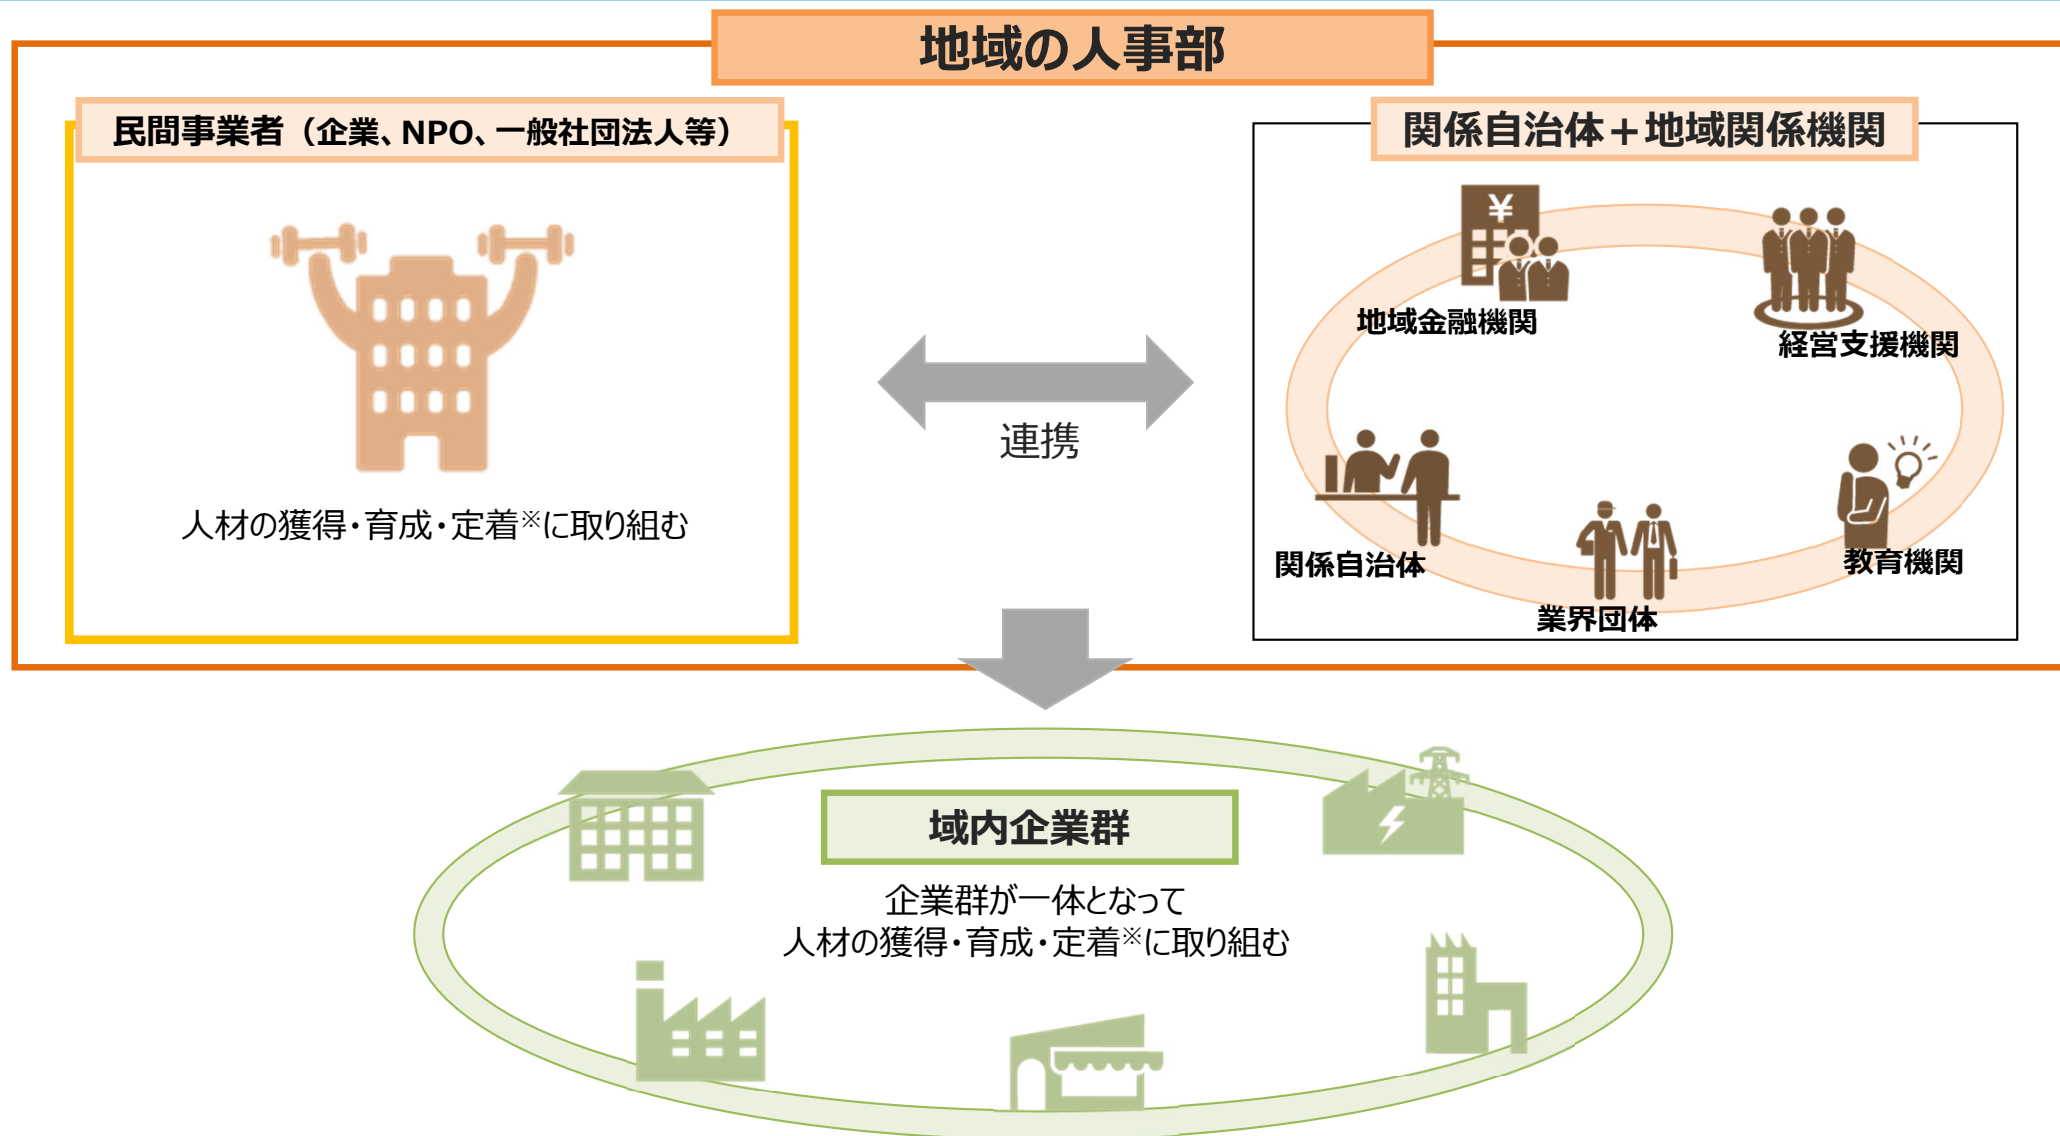 地域の人事部
民間事業者（企業、NPO、一般社団法人等）
人材の獲得・育成・定着※に取り組む
連携
関係自治体＋地域関係機関
¥
地域金融機関
経営支援機関
関係自治体
教育機関
業界団体
域内企業群
企業群が一体となって
人材の獲得・育成・定着※に取り組む